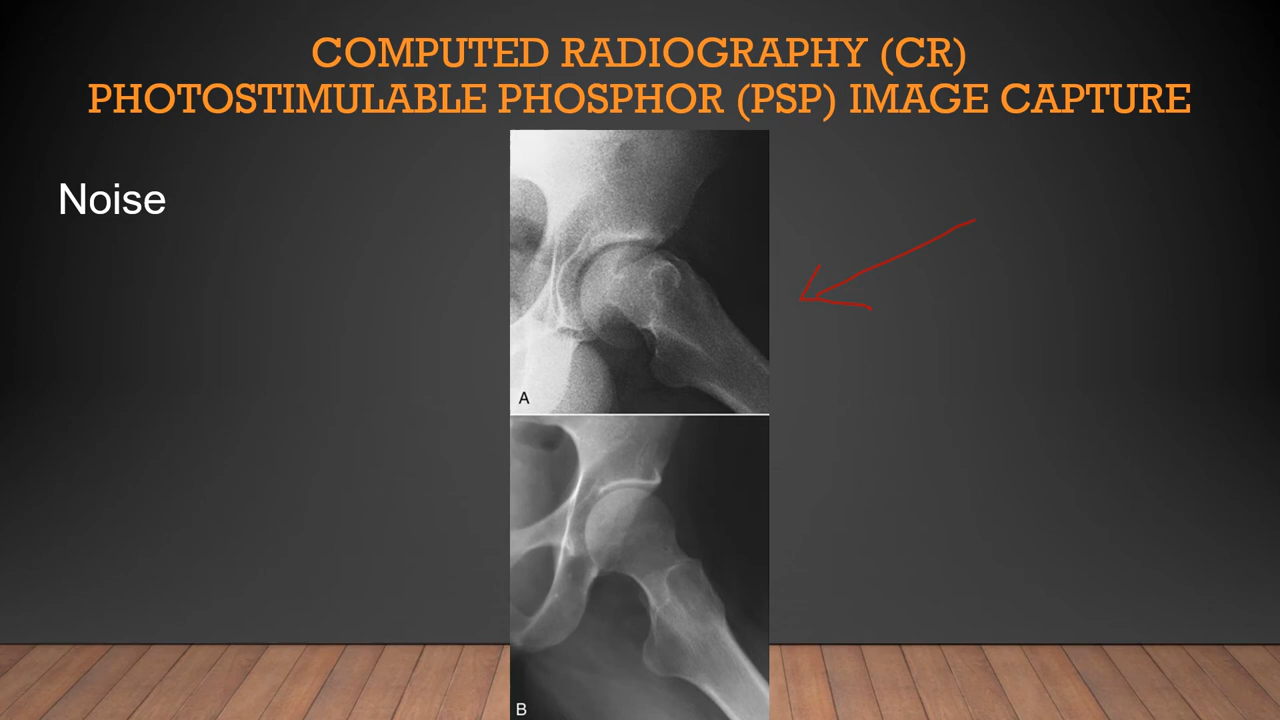 COMPUTED RADIOGRAPHY (CR)
PHOTOSTIMULABLE PHOSPHOR (PSP) IMAGE CAPTURE
Noise
A
B